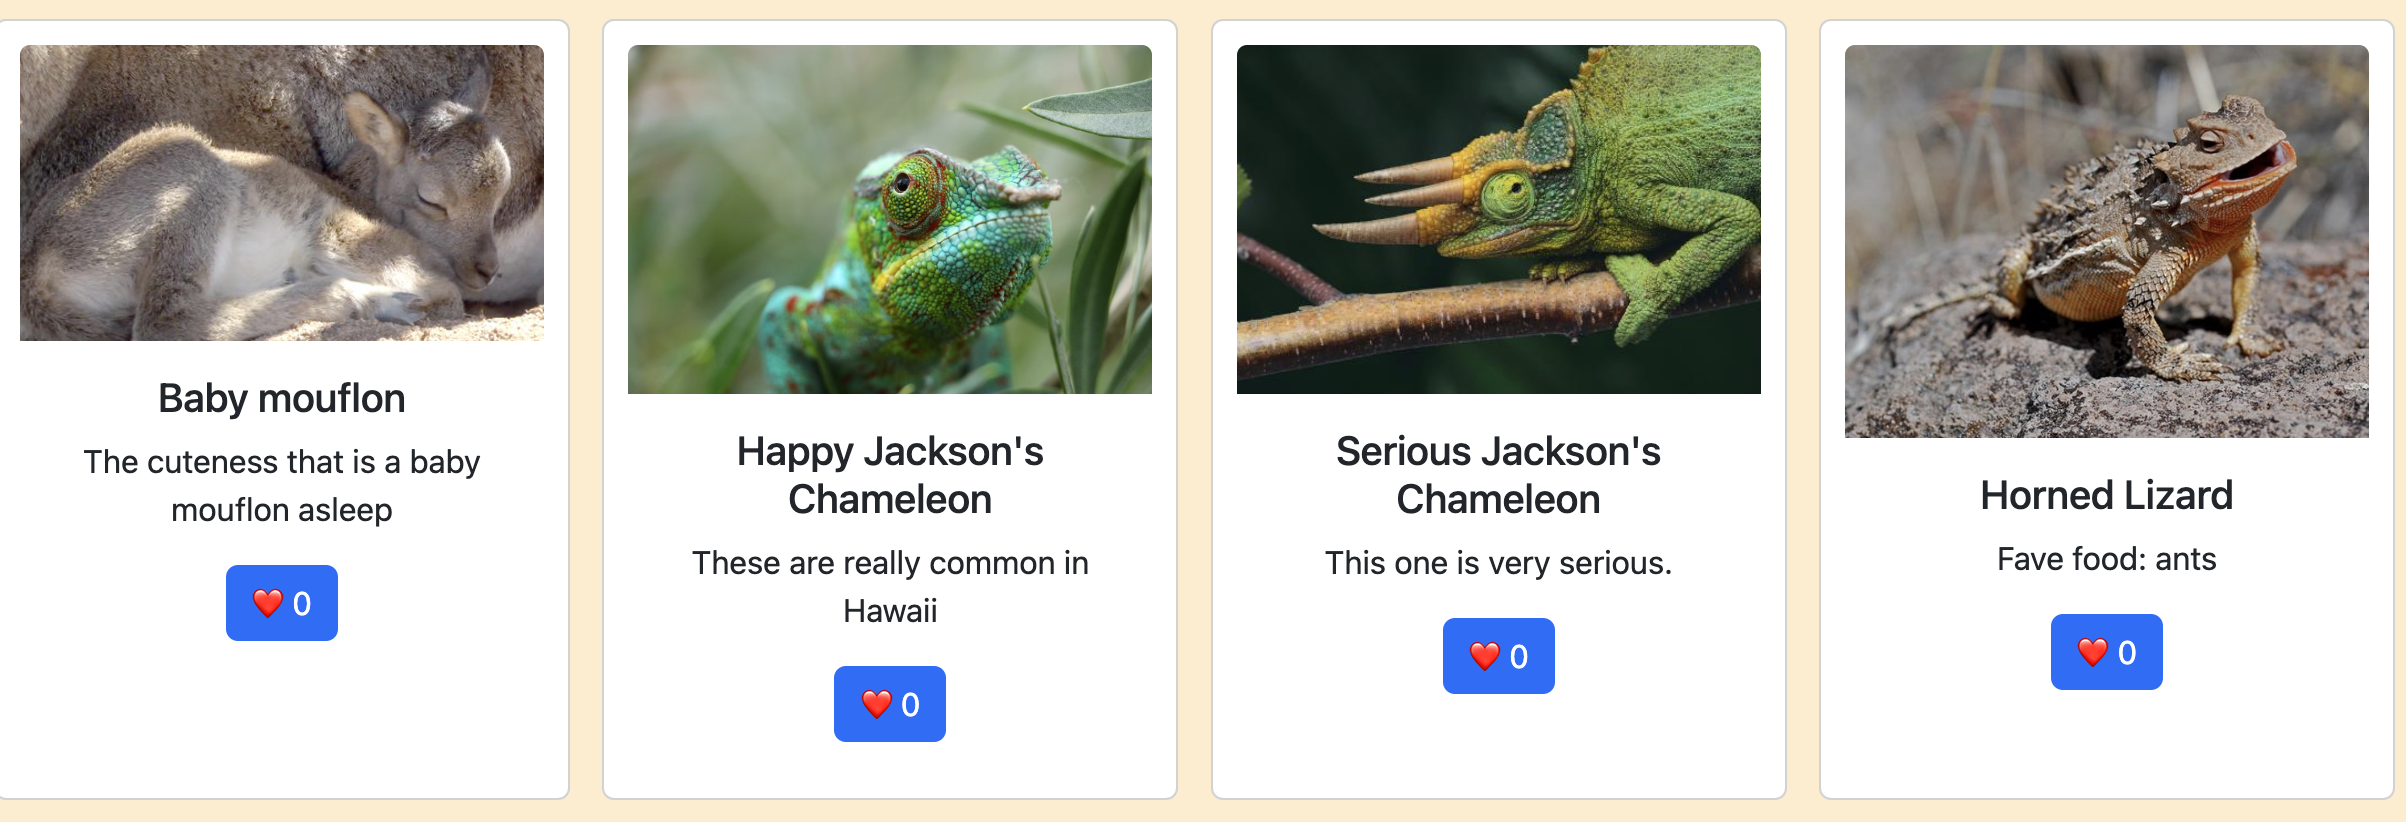 Baby mouflon
The cuteness that is a baby
mouflon asleep
❤️ 0
Happy Jackson's
Chameleon
These are really common in
Hawaii
❤️ 0
Serious Jackson's
Chameleon
This one is very serious.
❤️ 0
Horned Lizard
Fave food: ants
❤️ 0